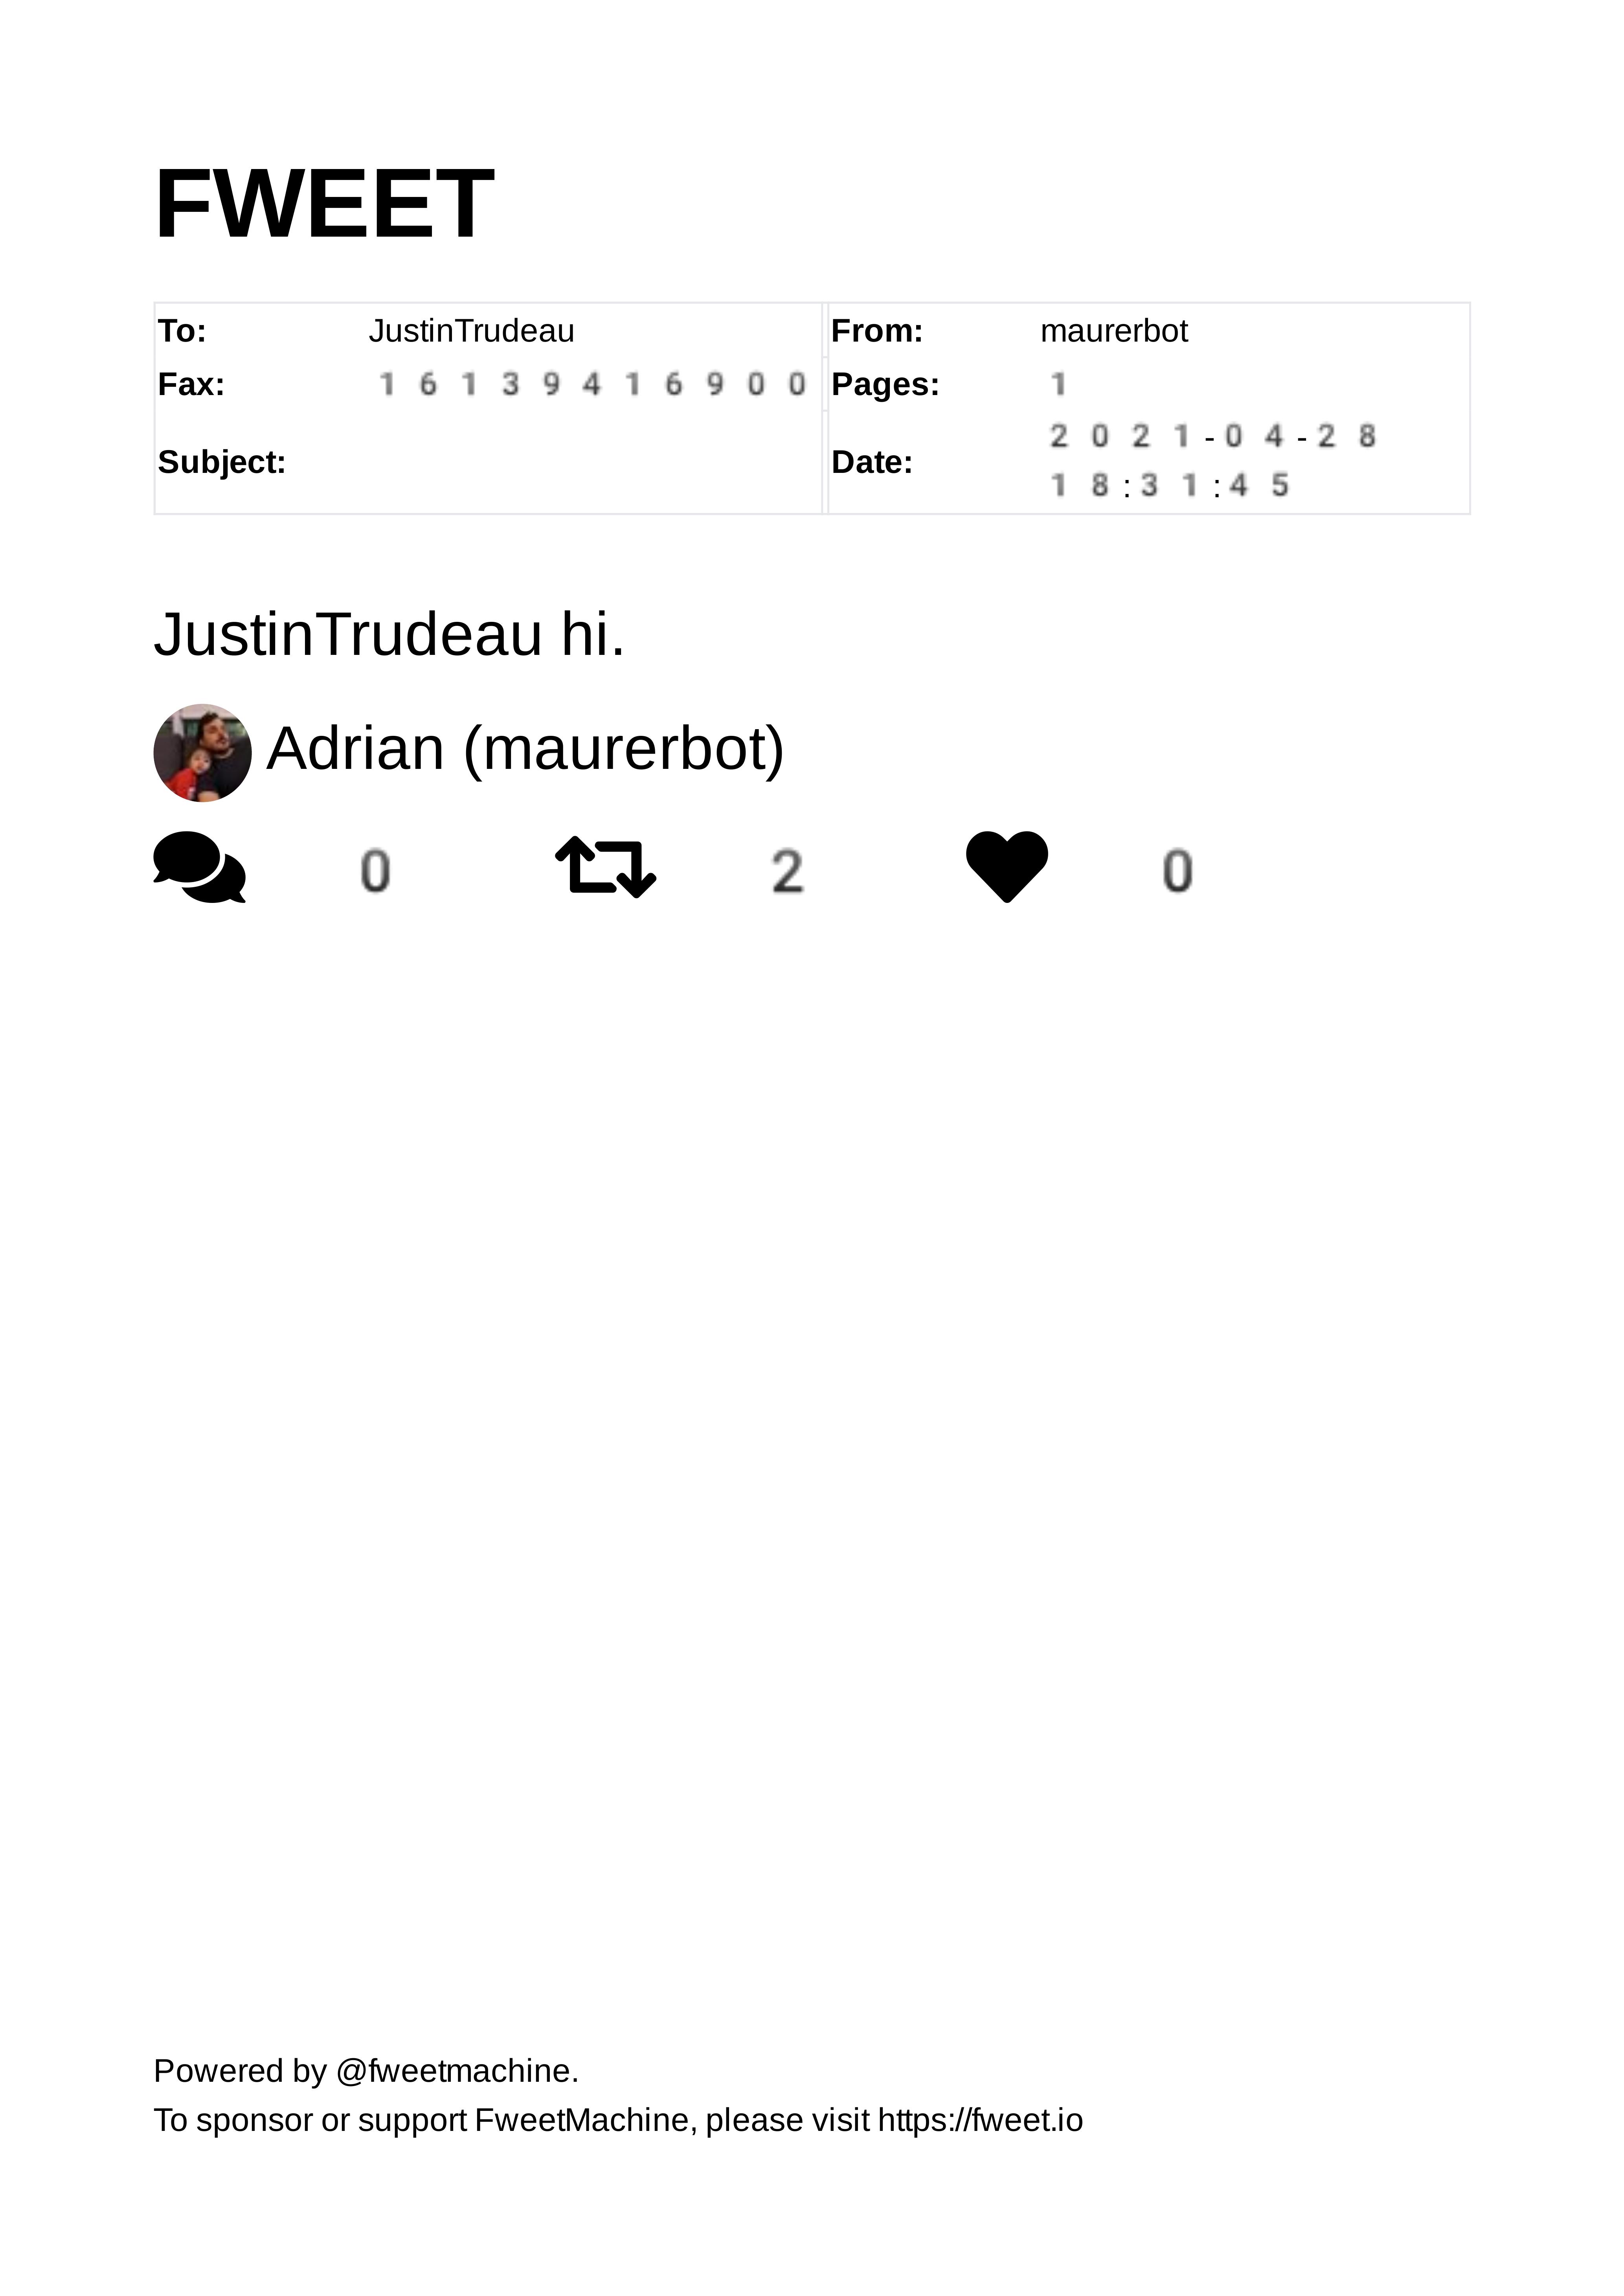 FWEET
To: JustinTrudeau From: maurerbot
Fax: 16139416900 Pages: 1
Subject: Date: 2021-04-28
18:31:45
JustinTrudeau hi.
Adrian (maurerbot)
0 2 0
Powered by @fweetmachine.
To sponsor or support FweetMachine, please visit https://fweet.io